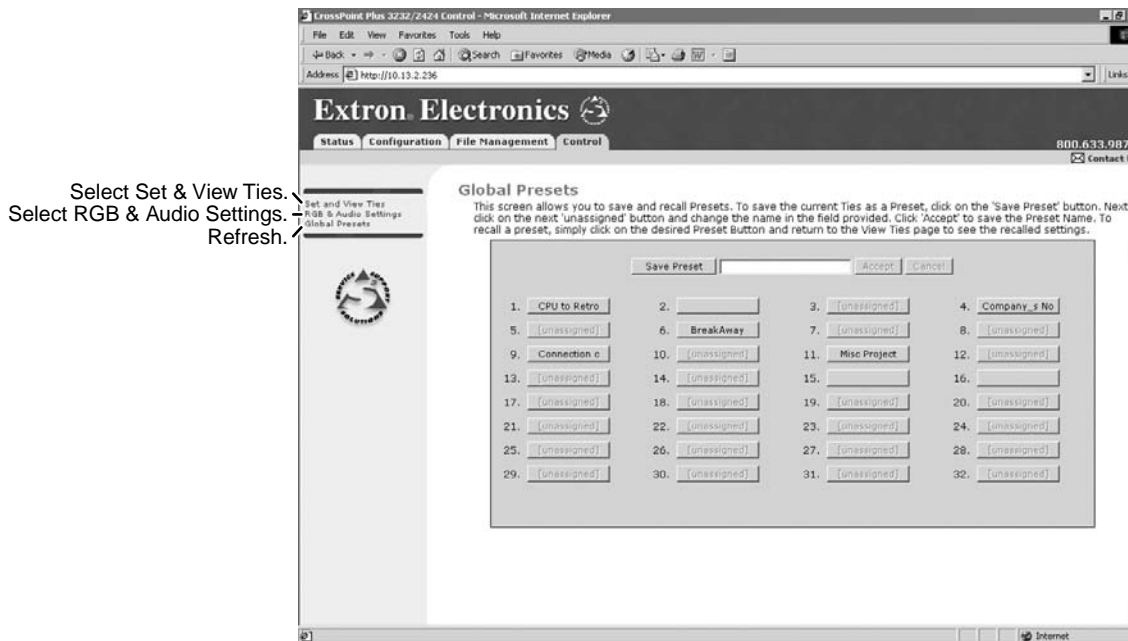 CrossPoint Plus 3232/2424 Control - Microsoft Internet Explorer
File Edit View Favorites Tools Help
Back Search Favorites Media
Address http://10.13.2.236 Links
Extron Electronics
Status Configuration File Management Control
800.633.987
Contact
Select Set & View Ties.
Select RGB & Audio Settings.
Refresh.
Set and View Ties
RGB & Audio Settings
Global Presets
SERVICE SUPPORT SOLUTIONS
Global Presets
This screen allows you to save and recall Presets. To save the current Ties as a Preset, click on the 'Save Preset' button. Next
click on the next 'unassigned' button and change the name in the field provided. Click 'Accept' to save the Preset Name. To
recall a preset, simply click on the desired Preset Button and return to the View Ties page to see the recalled settings.
Save Preset Accept Cancel
1. CPU to Retro 2. 3. [unassigned] 4. Company_s No
5. [unassigned] 6. BreakAway 7. [unassigned] 8. [unassigned]
9. Connection c 10. [unassigned] 11. Misc Project 12. [unassigned]
13. [unassigned] 14. [unassigned] 15. 16.
17. [unassigned] 18. [unassigned] 19. [unassigned] 20. [unassigned]
21. [unassigned] 22. [unassigned] 23. [unassigned] 24. [unassigned]
25. [unassigned] 26. [unassigned] 27. [unassigned] 28. [unassigned]
29. [unassigned] 30. [unassigned] 31. [unassigned] 32. [unassigned]
Internet